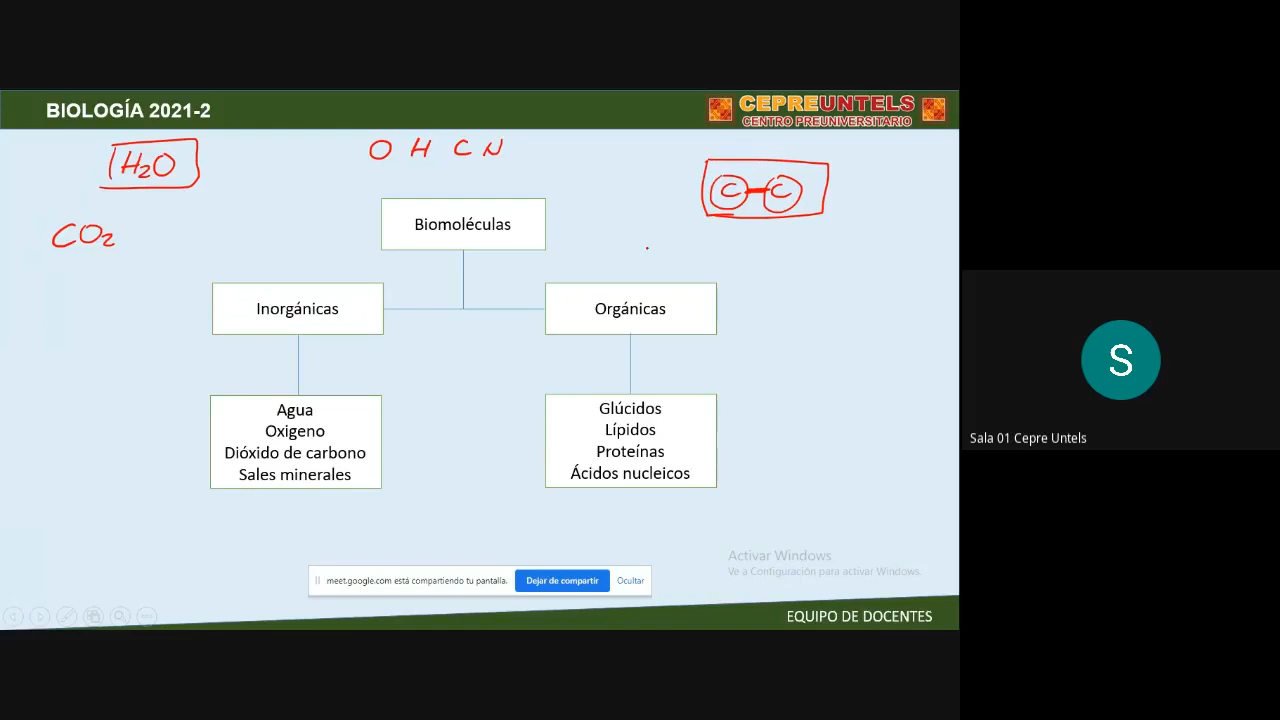 BIOLOGÍA 2021-2
CEPREUNTELS
CENTRO PREUNIVERSITARIO
H₂O
O H C N
C-C
CO₂
Biomoléculas
Inorgánicas
Orgánicas
Agua
Oxigeno
Dióxido de carbono
Sales minerales
Glúcidos
Lípidos
Proteínas
Ácidos nucleicos
S
Sala 01 Cepre Untels
Activar Windows
Ve a Configuración para activar Windows.
meet.google.com está compartiendo tu pantalla.
Dejar de compartir
Ocultar
EQUIPO DE DOCENTES